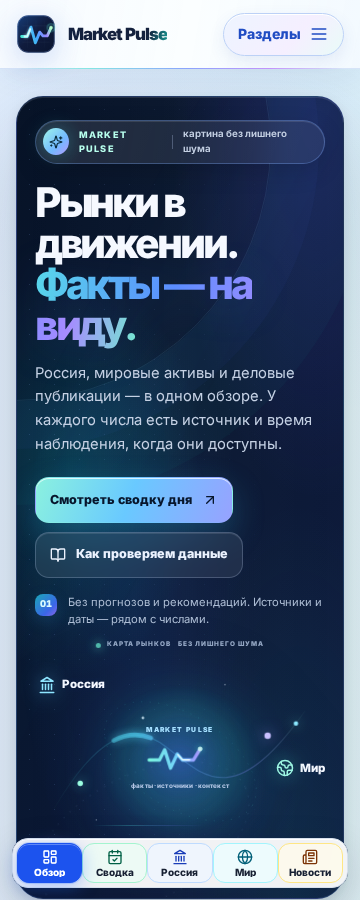 Market Pulse
Разделы
MARKET
PULSE
картина без лишнего
шума
Рынки в
движении.
Факты — на
виду.
Россия, мировые активы и деловые
публикации — в одном обзоре. У
каждого числа есть источник и время
наблюдения, когда они доступны.
Смотреть сводку дня
Как проверяем данные
01
Без прогнозов и рекомендаций. Источники и
даты — рядом с числами.
КАРТА РЫНКОВ БЕЗ ЛИШНЕГО ШУМА
Россия
MARKET PULSE
Мир
факты · источники · контекст
Обзор
Сводка
Россия
Мир
Новости